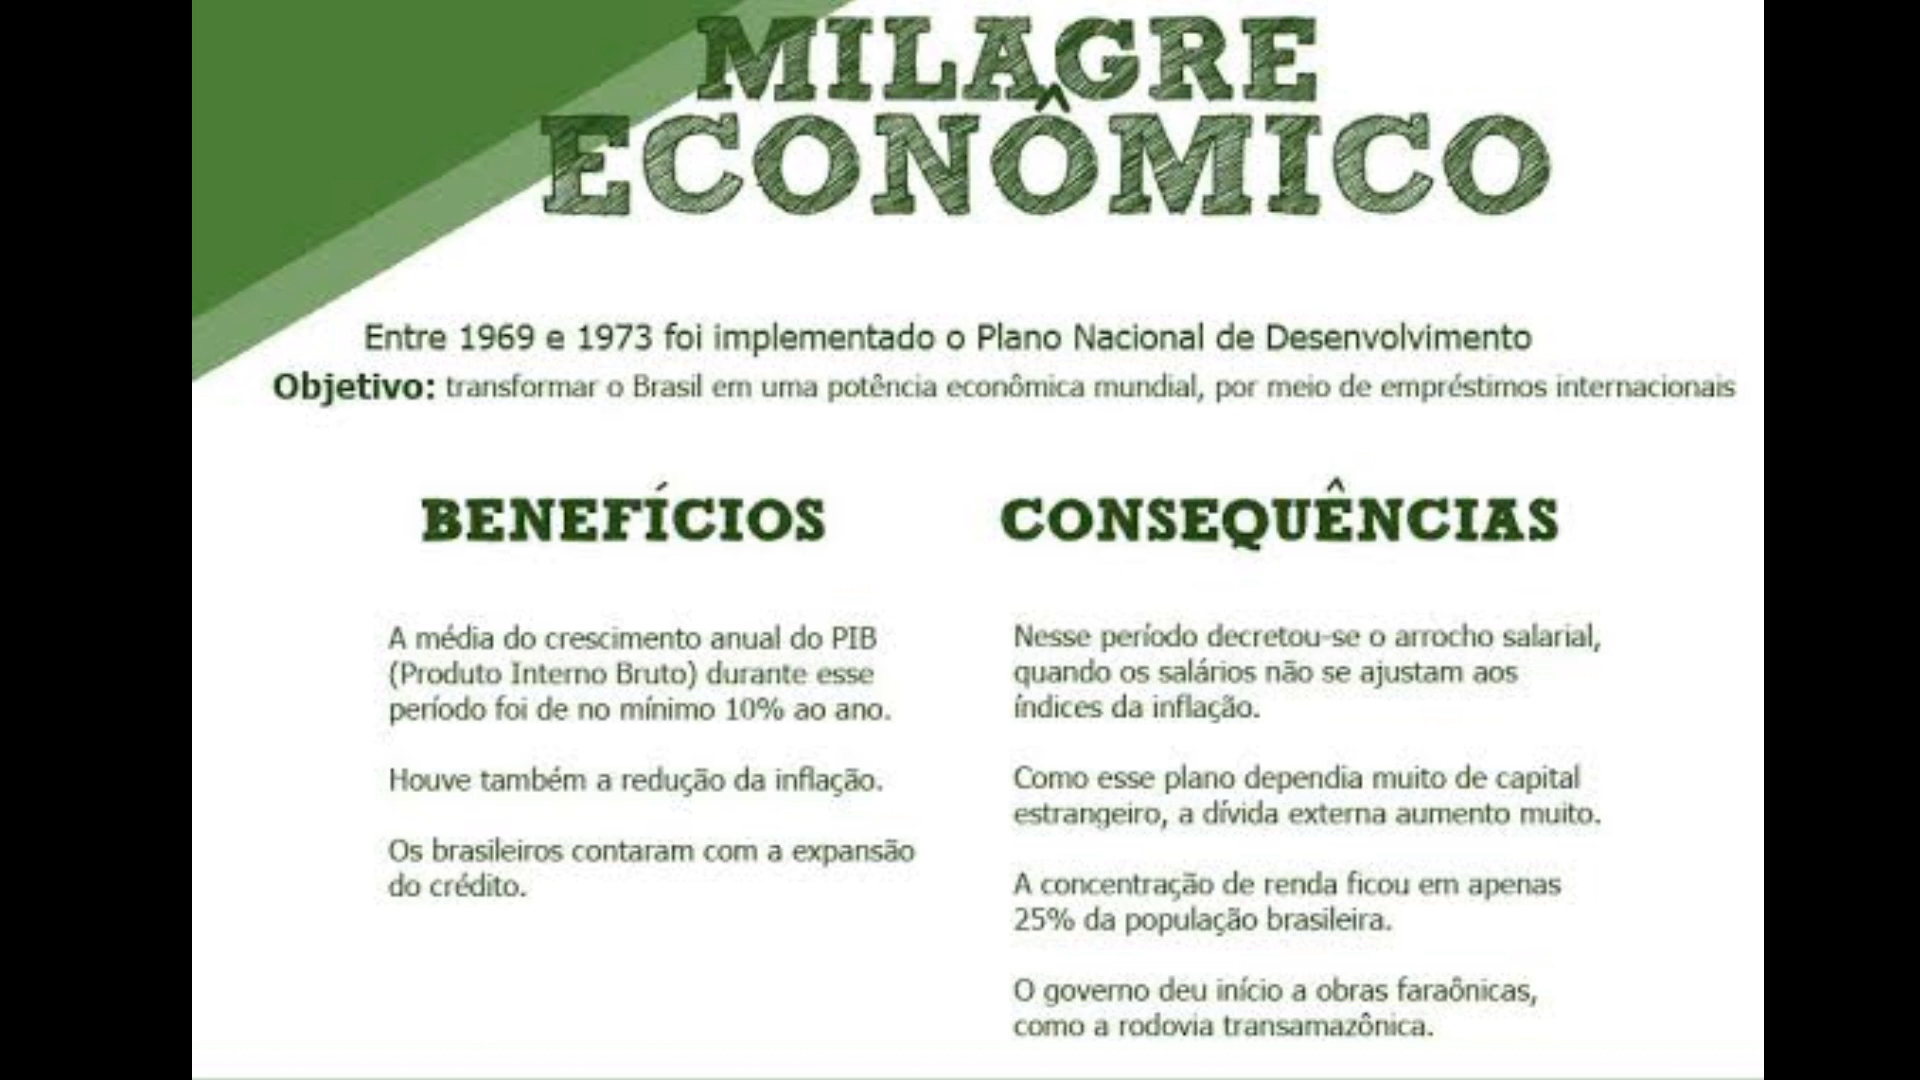 MILAGRE
ECONÔMICO
Entre 1969 e 1973 foi implementado o Plano Nacional de Desenvolvimento
Objetivo: transformar o Brasil em uma potência econômica mundial, por meio de empréstimos internacionais
BENEFÍCIOS
A média do crescimento anual do PIB
(Produto Interno Bruto) durante esse
período foi de no mínimo 10% ao ano.
Houve também a redução da inflação.
Os brasileiros contaram com a expansão
do crédito.
CONSEQUÊNCIAS
Nesse período decretou-se o arrocho salarial,
quando os salários não se ajustam aos
índices da inflação.
Como esse plano dependia muito de capital
estrangeiro, a dívida externa aumento muito.
A concentração de renda ficou em apenas
25% da população brasileira.
O governo deu início a obras faraônicas,
como a rodovia transamazônica.